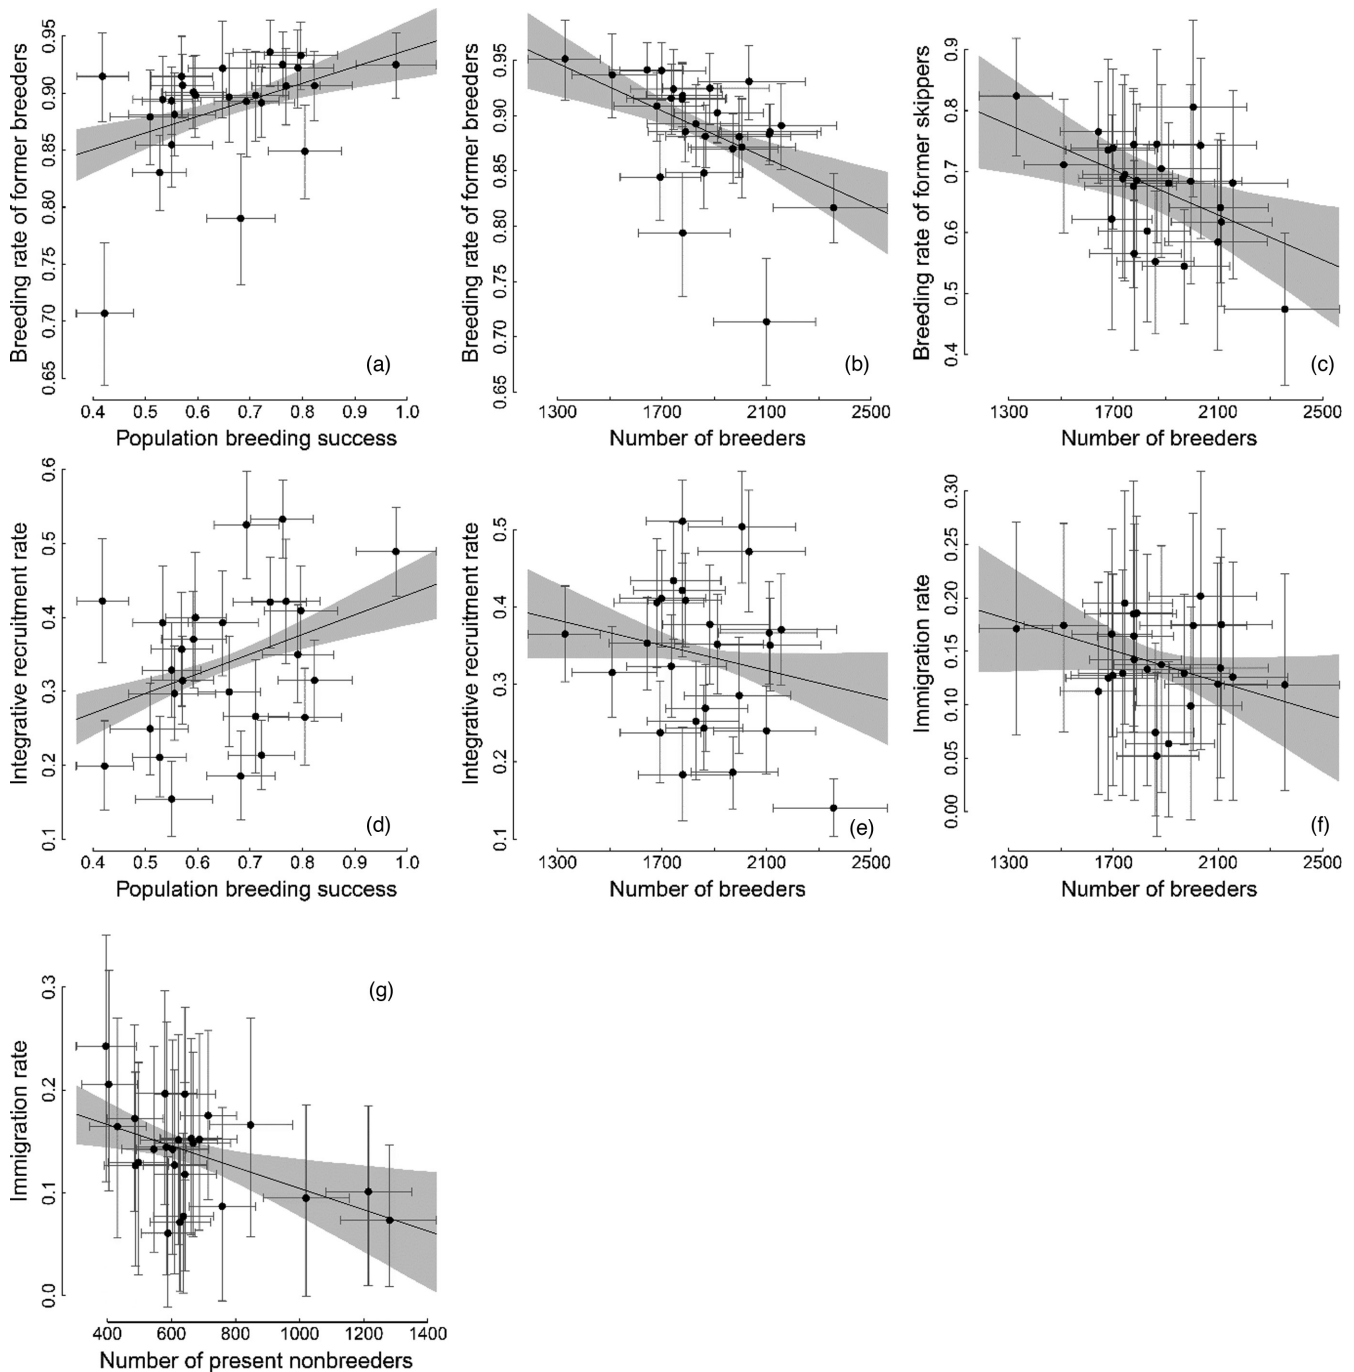 Breeding rate of former breeders
0.65 0.70 0.75 0.80 0.85 0.90 0.95
(a)
0.4 0.5 0.6 0.7 0.8 0.9 1.0
Population breeding success
Breeding rate of former breeders
0.65 0.70 0.75 0.80 0.85 0.90 0.95
(b)
1300 1700 2100 2500
Number of breeders
Breeding rate of former skippers
0.4 0.5 0.6 0.7 0.8 0.9
(c)
1300 1700 2100 2500
Number of breeders
Integrative recruitment rate
0.1 0.2 0.3 0.4 0.5 0.6
(d)
0.4 0.5 0.6 0.7 0.8 0.9 1.0
Population breeding success
Integrative recruitment rate
0.1 0.2 0.3 0.4 0.5
(e)
1300 1700 2100 2500
Number of breeders
Immigration rate
0.00 0.05 0.10 0.15 0.20 0.25 0.30
(f)
1300 1700 2100 2500
Number of breeders
Immigration rate
0.0 0.1 0.2 0.3
(g)
400 600 800 1000 1200 1400
Number of present nonbreeders